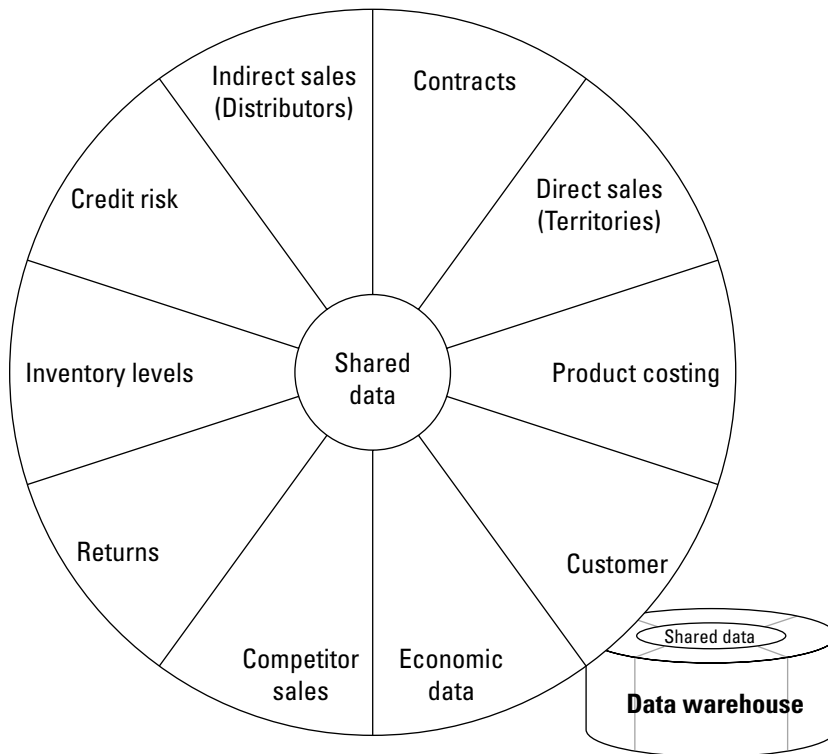 Indirect sales
(Distributors)
Contracts
Direct sales
(Territories)
Credit risk
Inventory levels
Shared
data
Product costing
Returns
Customer
Competitor
sales
Economic
data
Shared data
Data warehouse